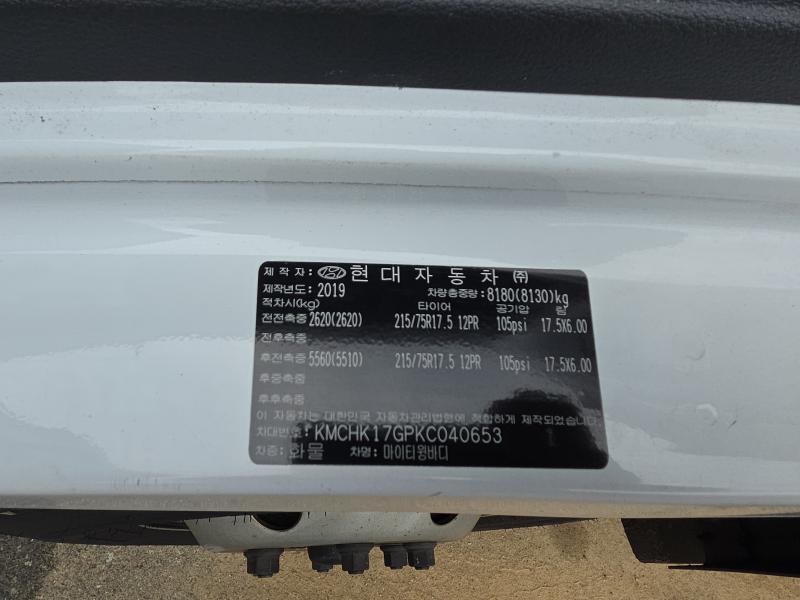 제작자: 현대자동차 ㈜
제작년도: 2019 차량총중량: 8180(8130)kg
적차시(kg) 타이어 공기압 림
전전축중 2620(2620) 215/75R17.5 12PR 105psi 17.5X6.00
전후축중
후전축중 5560(5510) 215/75R17.5 12PR 105psi 17.5X6.00
후중축중
후후축중
이 자동차는 대한민국 자동차관리법령에 적합하게 제작되었음.
차대번호: KMCHK17GPKC040653
차종: 화물 차명: 마이티윙바디